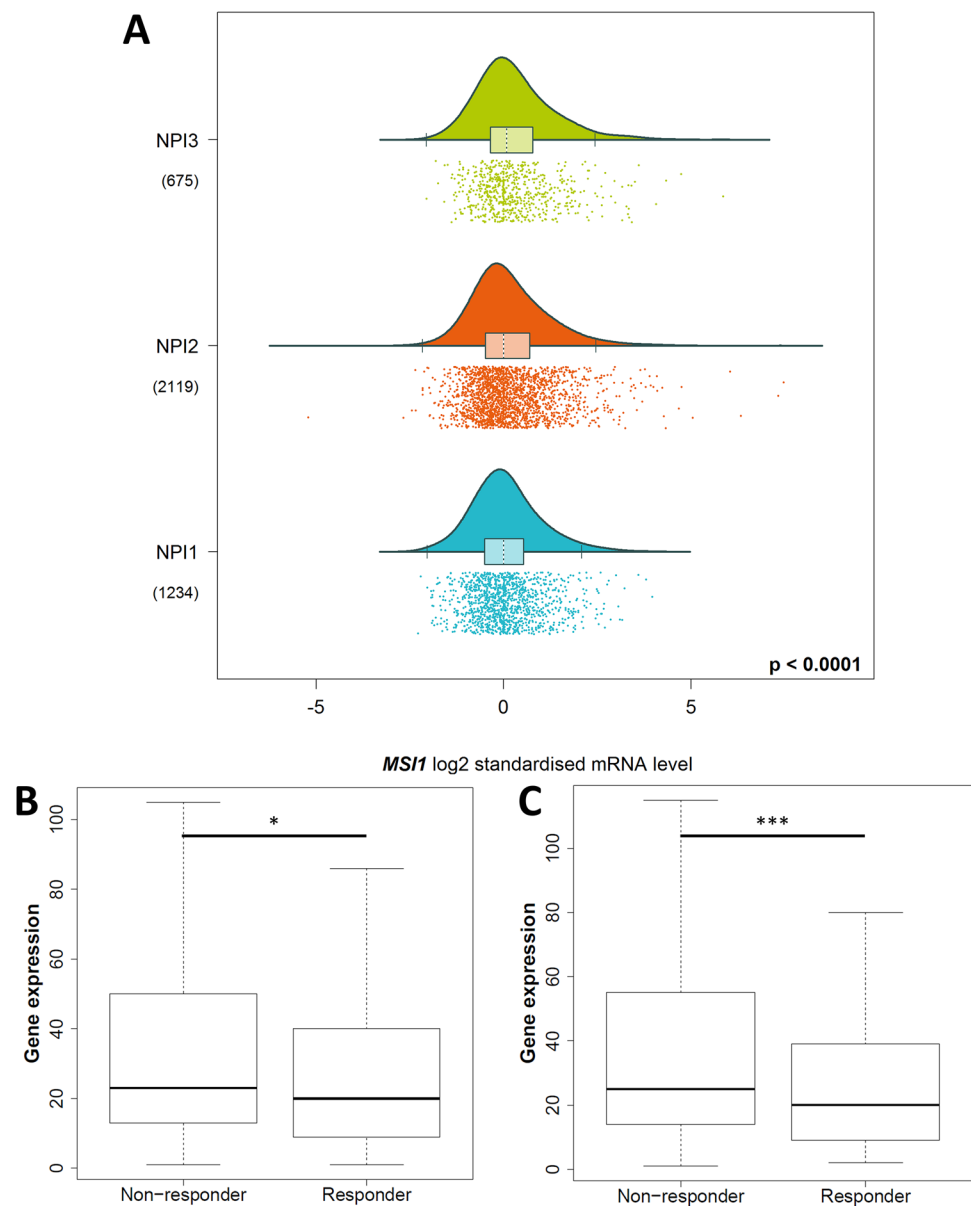 A
NPI3
(675)
NPI2
(2119)
NPI1
(1234)
p < 0.0001
-5 0 5
MSI1 log2 standardised mRNA level
B
Gene expression
100
80
60
40
20
0
*
Non−responder Responder
C
Gene expression
100
80
60
40
20
0
***
Non−responder Responder